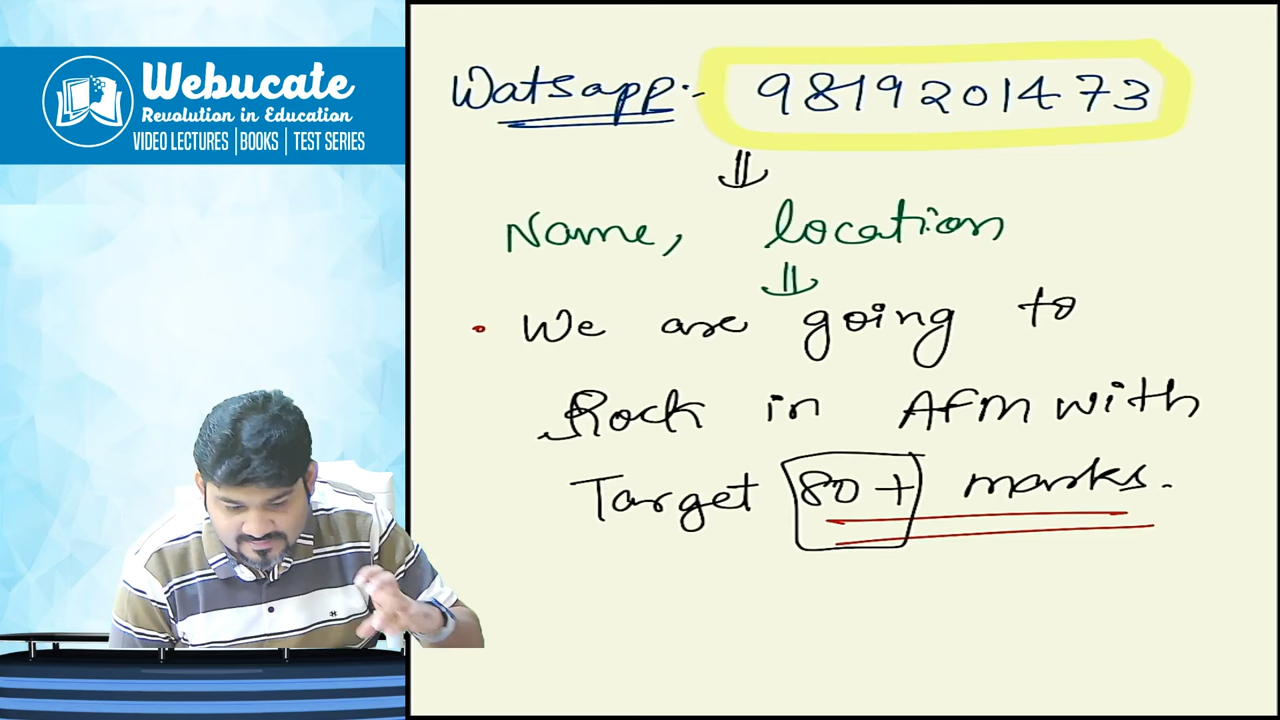 Webucate
Revolution in Education
VIDEO LECTURES | BOOKS | TEST SERIES
Watsapp:- 9819201473
Name, location
• We are going to
Rock in AFM with
Target 80+ marks.